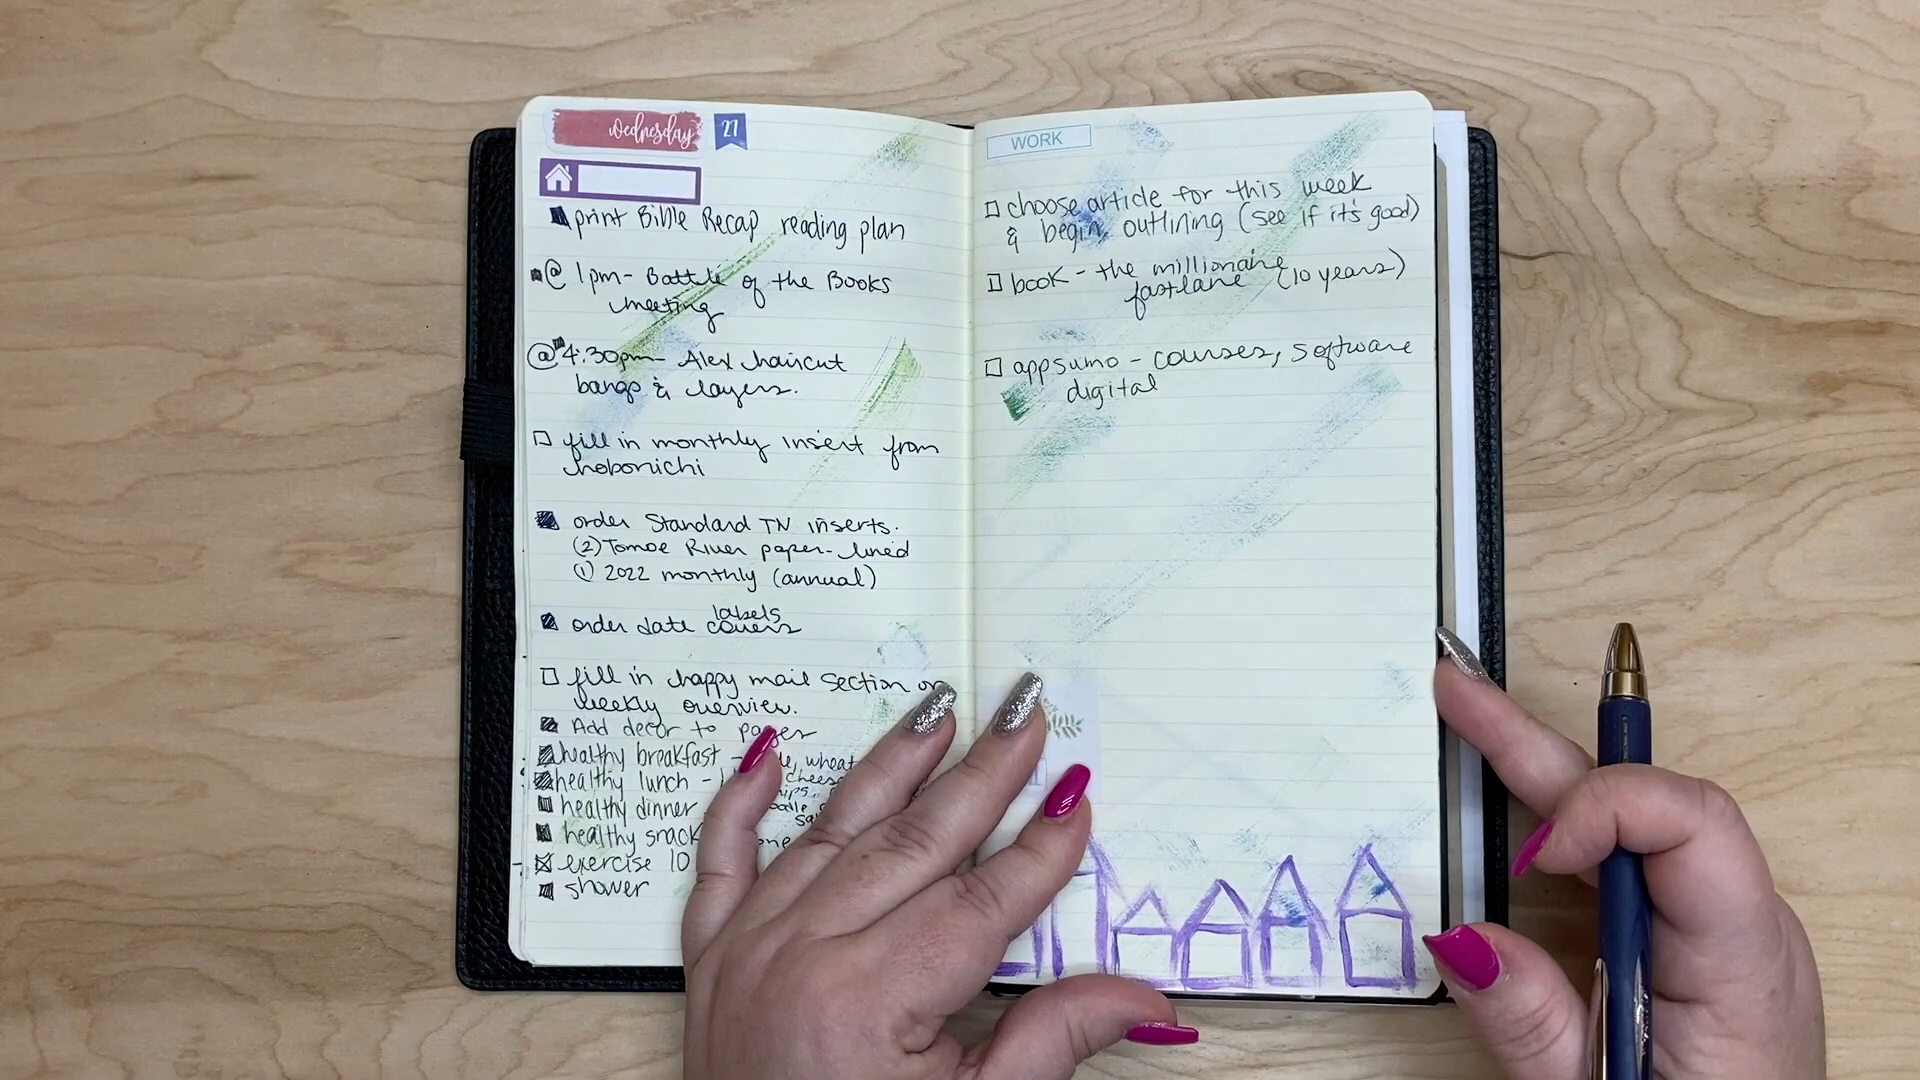 Wednesday
27
print Bible Recap reading plan
@ 1pm- Battle of the Books
meeting
@ 4:30pm- Alex haircut
bangs & layers.
fill in monthly insert from
hobonichi
order Standard TN inserts.
(2) Tomoe River paper- lined
(1) 2022 monthly (annual)
labels
order date covers
fill in happy mail section on
weekly overview.
Add decor to pages
healthy breakfast - wheat
healthy lunch - cheese
healthy dinner
healthy snack
exercise 10
shower
WORK
choose article for this week
& begin outlining (see if it's good)
book - the millionaire
fastlane (10 years)
appsumo - courses, software
digital